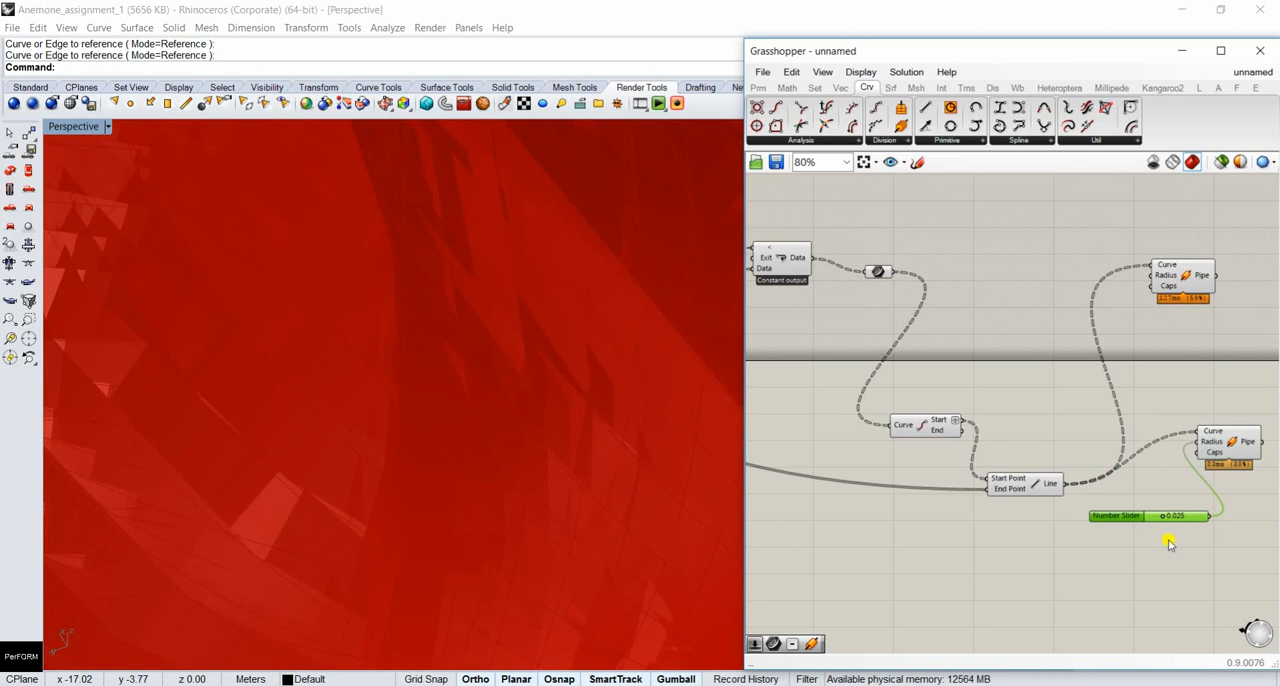 Anemone_assignment_1 (5656 KB) - Rhinoceros (Corporate) (64-bit) - [Perspective]
File Edit View Curve Surface Solid Mesh Dimension Transform Tools Analyze Render Panels Help
Curve or Edge to reference ( Mode=Reference ):
Curve or Edge to reference ( Mode=Reference ):
Command:
Standard CPlanes Set View Display Select Visibility Transform Curve Tools Surface Tools Solid Tools Mesh Tools Render Tools Drafting Ne
Perspective
Grasshopper - unnamed
File Edit View Display Solution Help unnamed
Prm Math Set Vec Crv Srf Msh Int Trns Dis Wb Heteroptera Millipede Kangaroo2 L A F E
Analysis + Division + Primitive + Spline + Util +
80%
<
Exit Data
Data
Constant output
Curve
Radius Pipe
Caps
Curve Start
End
Curve
Radius Pipe
Caps
Start Point Line
End Point
Number Slider 0.025
0.9.0076
PerFORM
CPlane x -17.02 y -3.77 z 0.00 Meters Default Grid Snap Ortho Planar Osnap SmartTrack Gumball Record History Filter Available physical memory: 12564 MB